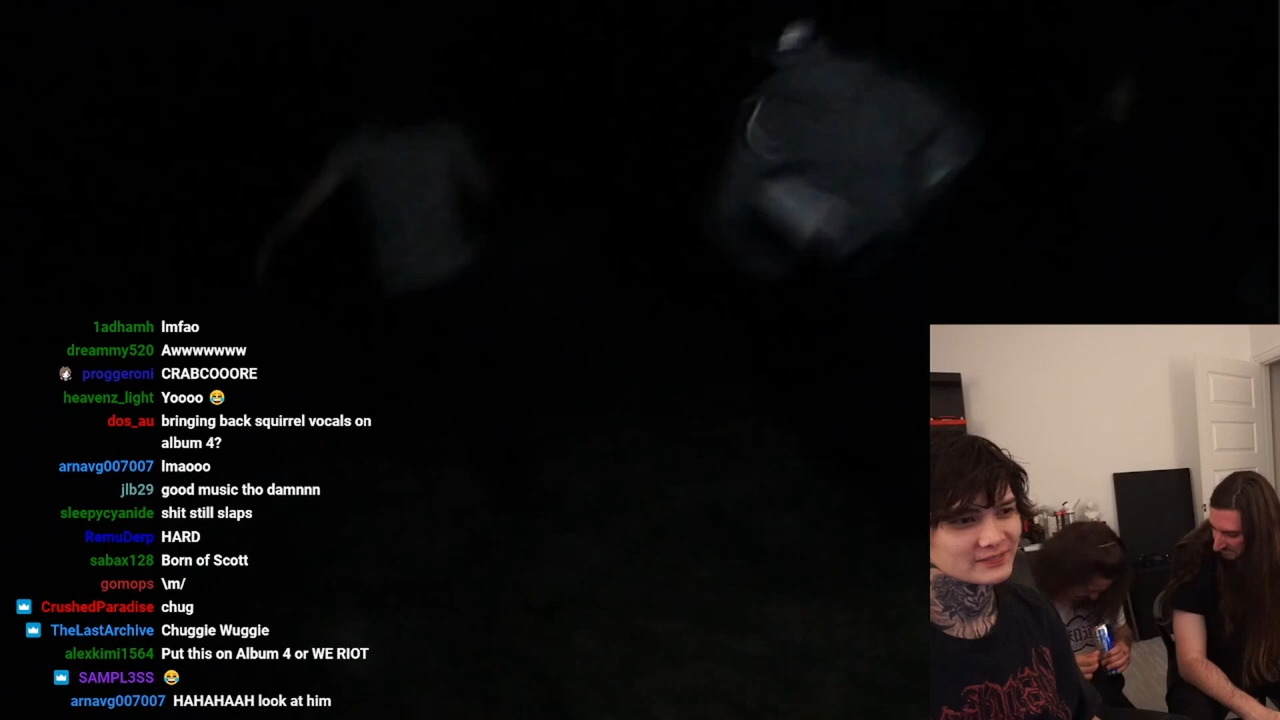 1adhamh lmfao
dreammy520 Awwwwwww
proggeroni CRABCOOORE
heavenz_light Yoooo 😂
dos_au bringing back squirrel vocals on
album 4?
arnavg007007 lmaooo
jlb29 good music tho damnnn
sleepycyanide shit still slaps
RemuDerp HARD
sabax128 Born of Scott
gomops \m/
CrushedParadise chug
TheLastArchive Chuggie Wuggie
alexkimi1564 Put this on Album 4 or WE RIOT
SAMPL3SS 😂
arnavg007007 HAHAHAAH look at him